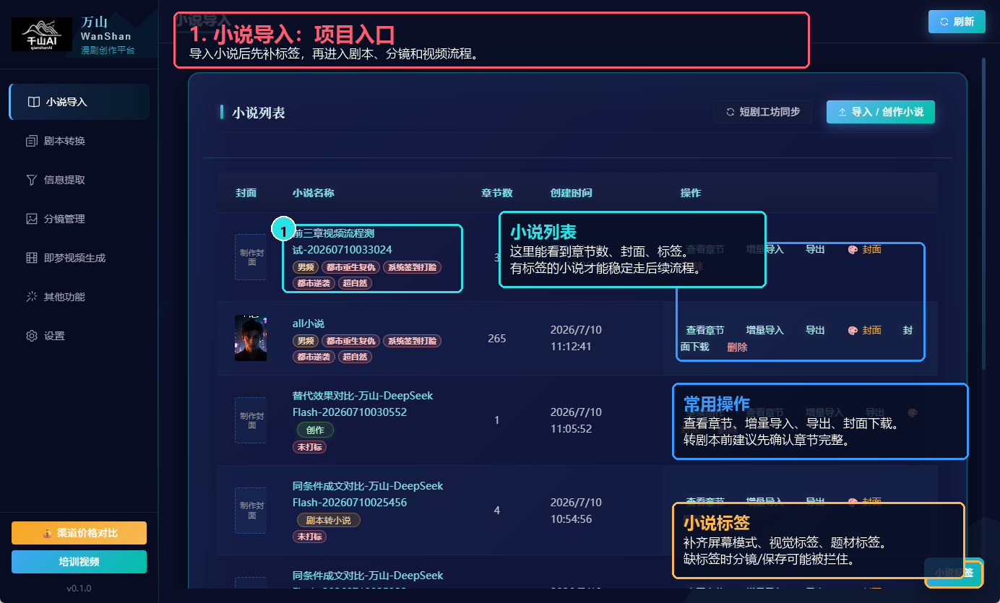 千山AI
qianshanAI
万山
WanShan
漫剧创作平台
小说导入
剧本转换
信息提取
分镜管理
即梦视频生成
其他功能
设置
渠道价格对比
培训视频
v0.1.0
小说导入
1. 小说导入：项目入口
导入小说后先补标签，再进入剧本、分镜和视频流程。
刷新
小说列表
短剧工坊同步
导入 / 创作小说
封面 小说名称 章节数 创建时间 操作
1
制作封面
前三章视频流程测
试-20260710033024
男频 都市重生复仇 系统签到打脸
都市逆袭 超自然
3
小说列表
这里能看到章节数、封面、标签。
有标签的小说才能稳定走后续流程。
查看章节 增量导入 导出 封面
all小说
男频 都市重生复仇 系统签到打脸
都市逆袭 超自然
265
2026/7/10
11:12:41
查看章节 增量导入 导出 封面 封
面下载 删除
制作封面
替代效果对比-万山-DeepSeek
Flash-20260710030552
创作
未打标
1
2026/7/10
11:05:52
查看章节 增量导入 导出
常用操作
查看章节、增量导入、导出、封面下载。
转剧本前建议先确认章节完整。
制作封面
同条件成文对比-万山-DeepSeek
Flash-20260710025456
剧本转小说
未打标
4
2026/7/10
10:54:56
查看章节 增量导入 导出 封面
小说标签
补齐屏幕模式、视觉标签、题材标签。
缺标签时分镜/保存可能被拦住。
小说标签
同条件成文对比-万山-DeepSeek